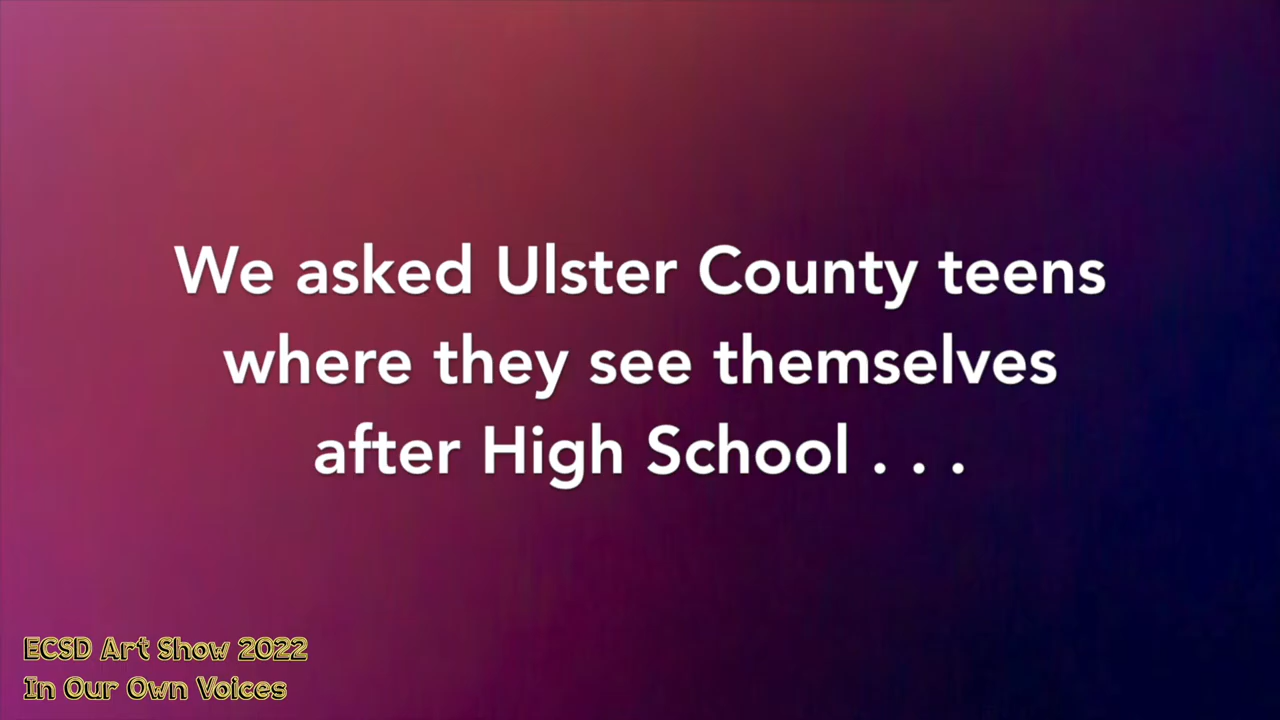 We asked Ulster County teens
where they see themselves
after High School . . .
ECSD Art Show 2022
In Our Own Voices